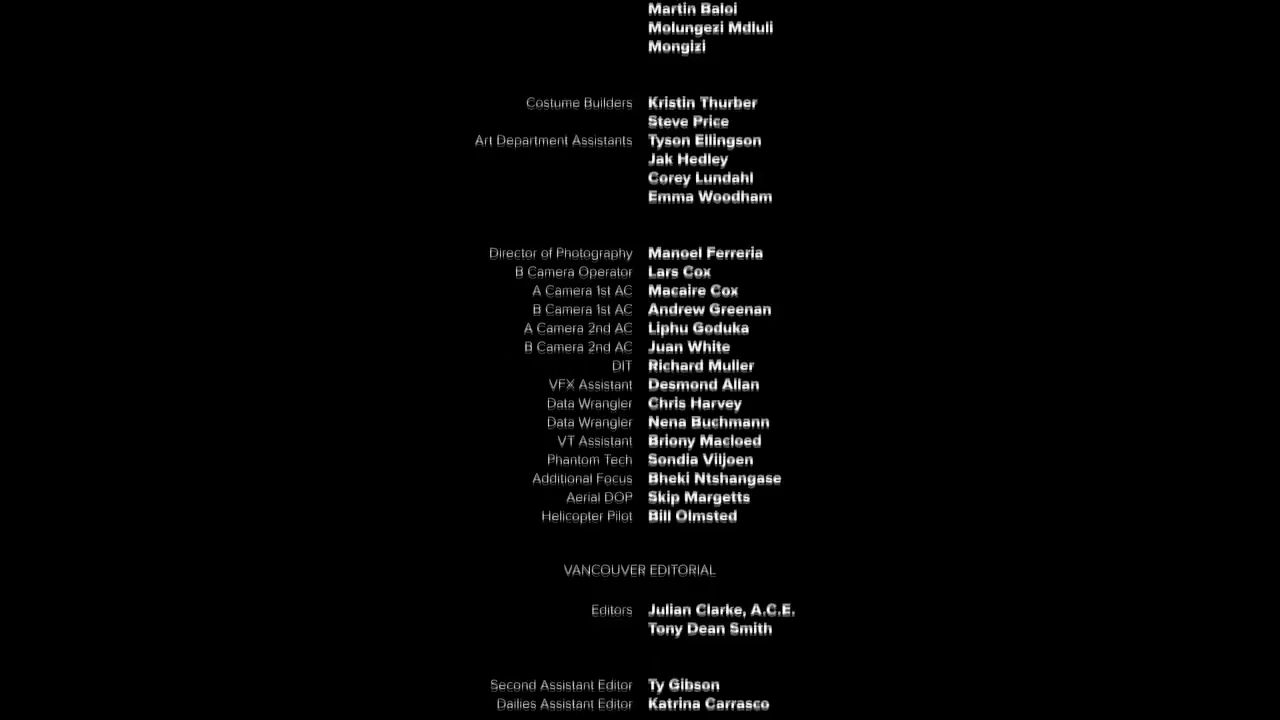 Martin Baloi
Molungezi Mdluli
Mongizi
Costume Builders Kristin Thurber
Steve Price
Art Department Assistants Tyson Ellingson
Jak Hedley
Corey Lundahl
Emma Woodham
Director of Photography Manoel Ferreria
B Camera Operator Lars Cox
A Camera 1st AC Macaire Cox
B Camera 1st AC Andrew Greenan
A Camera 2nd AC Liphu Goduka
B Camera 2nd AC Juan White
DIT Richard Muller
VFX Assistant Desmond Allan
Data Wrangler Chris Harvey
Data Wrangler Nena Buchmann
VT Assistant Briony Macloed
Phantom Tech Sondia Viljoen
Additional Focus Bheki Ntshangase
Aerial DOP Skip Margetts
Helicopter Pilot Bill Olmsted
VANCOUVER EDITORIAL
Editors Julian Clarke, A.C.E.
Tony Dean Smith
Second Assistant Editor Ty Gibson
Dailies Assistant Editor Katrina Carrasco